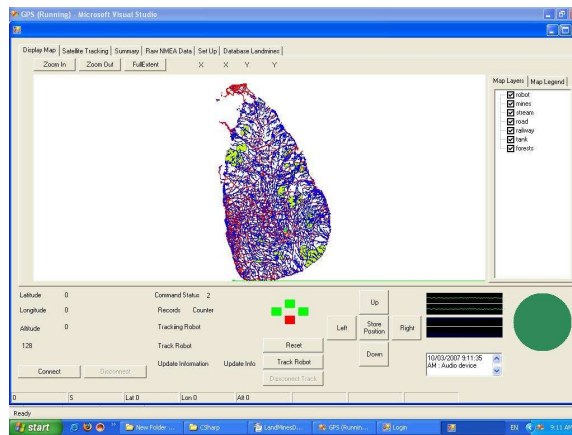 GPS (Running) - Microsoft Visual Studio
Display Map Satellite Tracking Summary Raw NMEA Data Set Up Database Landmines
Zoom In Zoom Out FullExtent X X Y Y
Map Layers Map Legend
robot
mines
stream
road
railway
tank
forests
Latitude 0 Command Status 2
Longitude 0 Records Counter
Up
Altitude 0 Tracking Robot
Left Store Position Right
128 Track Robot Reset
Down
Update Information Update Info Track Robot
10/03/2007 9:11:35
AM : Audio device
Connect Disconnect Disconnect Track
0 S Lat 0 Lon 0 Alt 0
Ready
start New Folder ... CSharp LandMinesD... GPS (Runnin... Login EN 9:11 AM